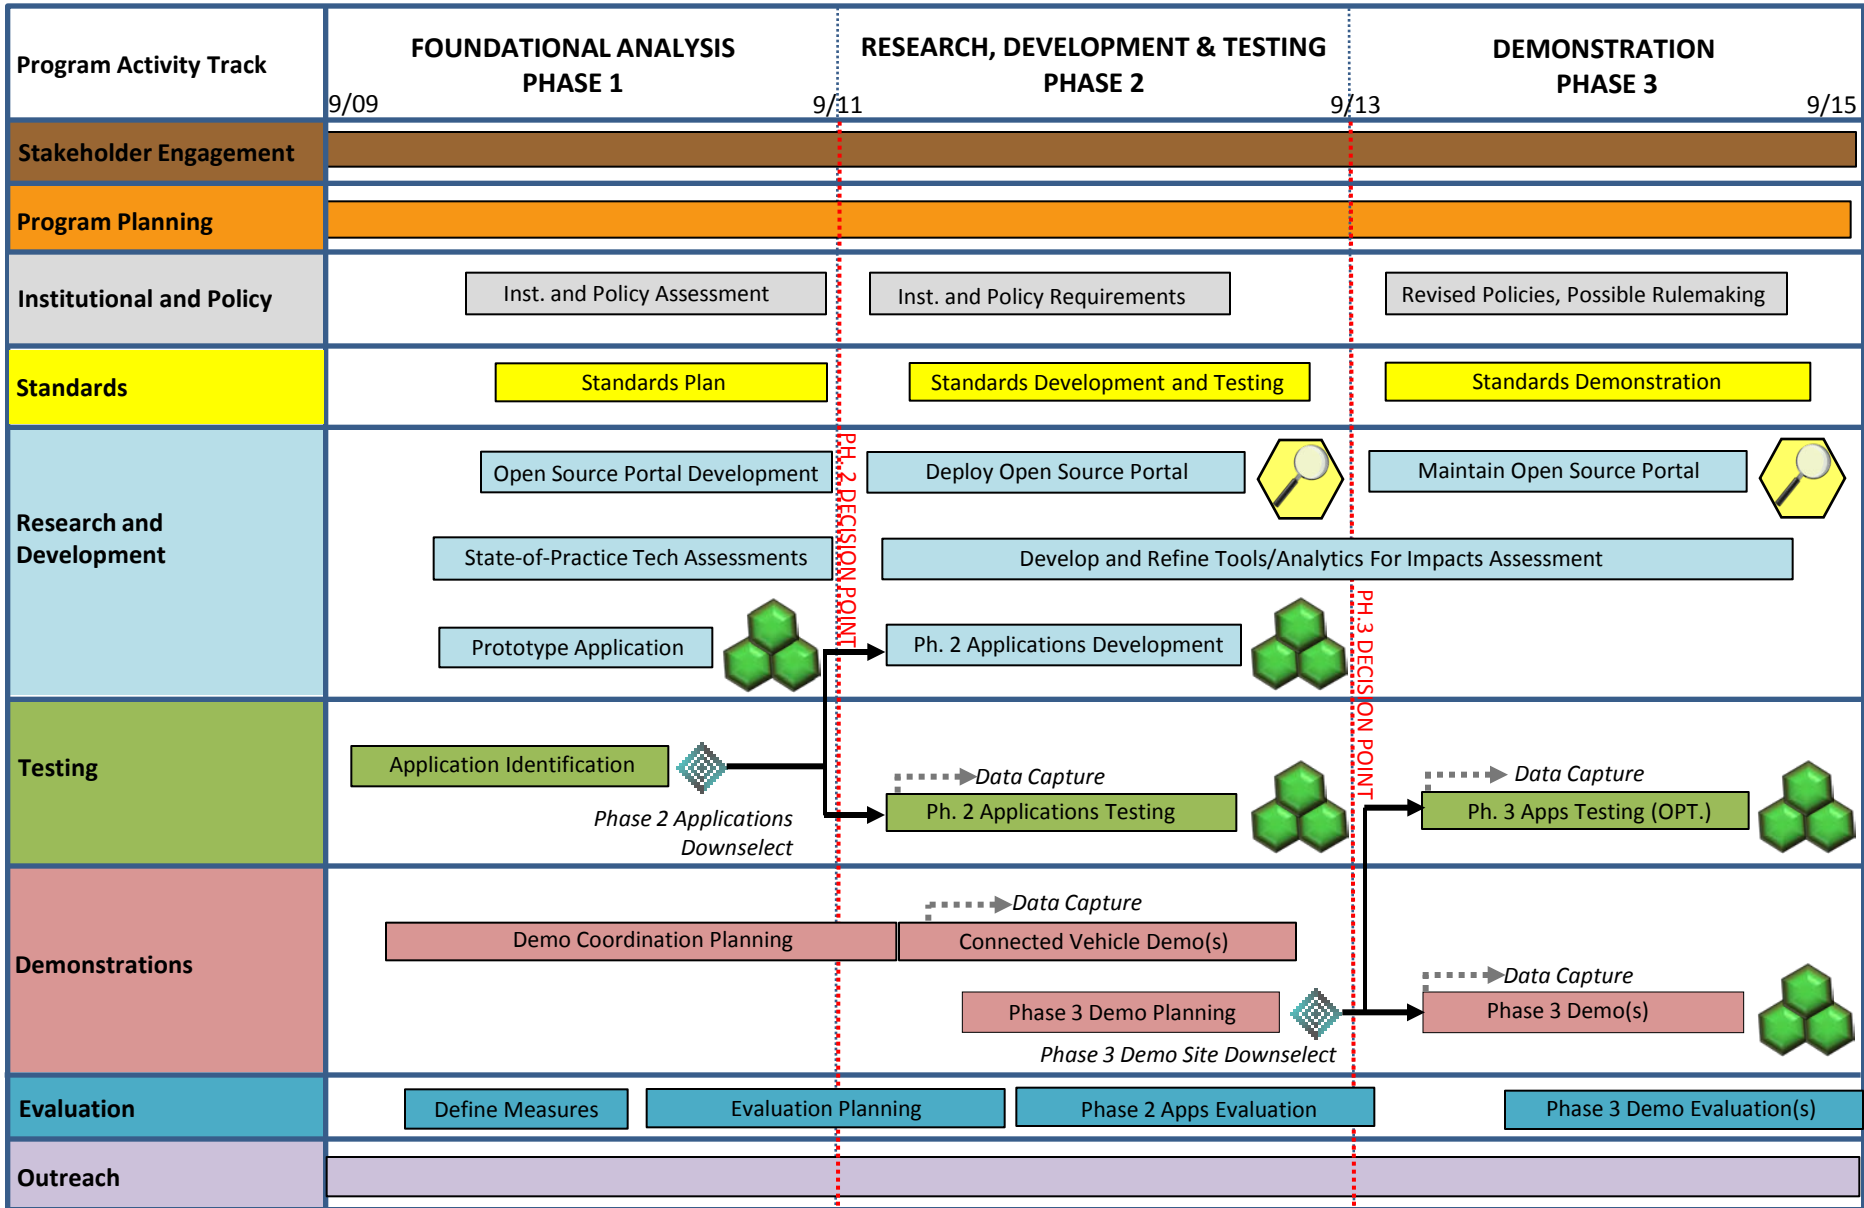 Program Activity Track
FOUNDATIONAL ANALYSIS
PHASE 1
RESEARCH, DEVELOPMENT & TESTING
PHASE 2
DEMONSTRATION
PHASE 3
9/09
9/11
9/13
9/15
Stakeholder Engagement
Program Planning
Institutional and Policy
Inst. and Policy Assessment
Inst. and Policy Requirements
Revised Policies, Possible Rulemaking
Standards
Standards Plan
Standards Development and Testing
Standards Demonstration
Research and
Development
Open Source Portal Development
Deploy Open Source Portal
Maintain Open Source Portal
State-of-Practice Tech Assessments
Develop and Refine Tools/Analytics For Impacts Assessment
Prototype Application
Ph. 2 Applications Development
PH. 2 DECISION POINT
PH.3 DECISION POINT
Testing
Application Identification
Phase 2 Applications
Downselect
Data Capture
Ph. 2 Applications Testing
Data Capture
Ph. 3 Apps Testing (OPT.)
Demonstrations
Demo Coordination Planning
Data Capture
Connected Vehicle Demo(s)
Phase 3 Demo Planning
Phase 3 Demo Site Downselect
Data Capture
Phase 3 Demo(s)
Evaluation
Define Measures
Evaluation Planning
Phase 2 Apps Evaluation
Phase 3 Demo Evaluation(s)
Outreach